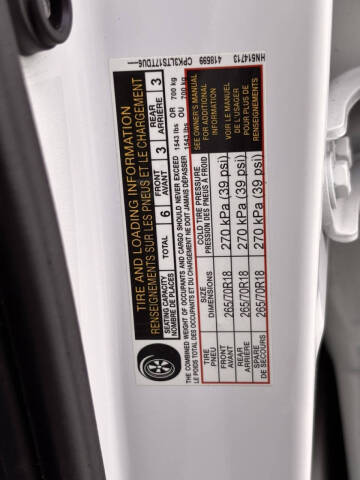 TIRE AND LOADING INFORMATION
RENSEIGNEMENTS SUR LES PNEUS ET LE CHARGEMENT
SEATING CAPACITY
NOMBRE DE PLACES
TOTAL 6
FRONT
AVANT 3
REAR
ARRIÈRE 3
THE COMBINED WEIGHT OF OCCUPANTS AND CARGO SHOULD NEVER EXCEED 1543 lbs OR 700 kg
LE POIDS TOTAL DES OCCUPANTS ET DU CHARGEMENT NE DOIT JAMAIS DÉPASSER 1543 lbs OU 700 kg
TIRE
PNEU
SIZE
DIMENSIONS
COLD TIRE PRESSURE
PRESSION DES PNEUS À FROID
FRONT
AVANT
265/70R18
270 kPa (39 psi)
REAR
ARRIÈRE
265/70R18
270 kPa (39 psi)
SPARE
DE SECOURS
265/70R18
270 kPa (39 psi)
SEE OWNER'S MANUAL
FOR ADDITIONAL
INFORMATION
VOIR LE MANUEL
DE L'USAGER
POUR PLUS DE
RENSEIGNEMENTS
418699 CPK3LTS17TDU6
HN514713